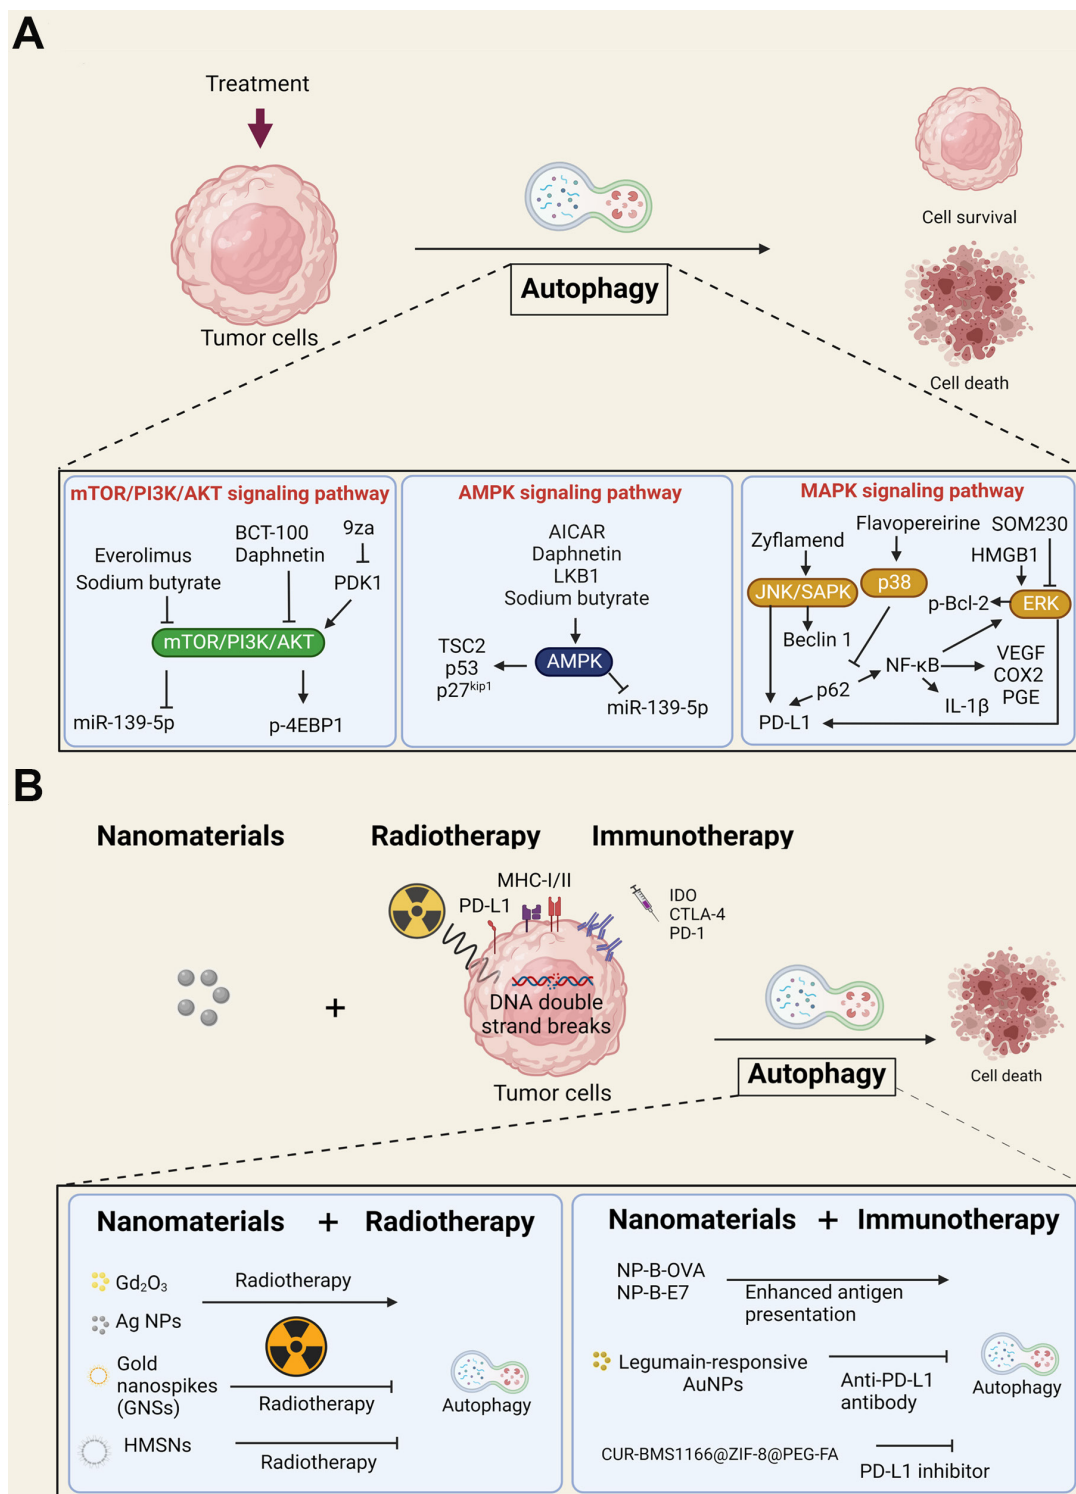 A
Treatment
Tumor cells
Autophagy
Cell survival
Cell death
mTOR/PI3K/AKT signaling pathway
Everolimus
Sodium butyrate
BCT-100
Daphnetin
9za
PDK1
mTOR/PI3K/AKT
miR-139-5p
p-4EBP1
AMPK signaling pathway
AICAR
Daphnetin
LKB1
Sodium butyrate
TSC2
p53
p27kip1
AMPK
miR-139-5p
MAPK signaling pathway
Zyflamend
Flavopereirine
SOM230
HMGB1
JNK/SAPK
p38
p-Bcl-2
ERK
Beclin 1
NF-κB
VEGF
COX2
PGE
p62
IL-1β
PD-L1
B
Nanomaterials
Radiotherapy
Immunotherapy
MHC-I/II
PD-L1
IDO
CTLA-4
PD-1
+
DNA double
strand breaks
Tumor cells
Autophagy
Cell death
Nanomaterials + Radiotherapy
Gd₂O₃
Ag NPs
Radiotherapy
Gold
nanospikes
(GNSs)
Radiotherapy
HMSNs
Radiotherapy
Autophagy
Nanomaterials + Immunotherapy
NP-B-OVA
NP-B-E7
Enhanced antigen
presentation
Legumain-responsive
AuNPs
Anti-PD-L1
antibody
Autophagy
CUR-BMS1166@ZIF-8@PEG-FA
PD-L1 inhibitor